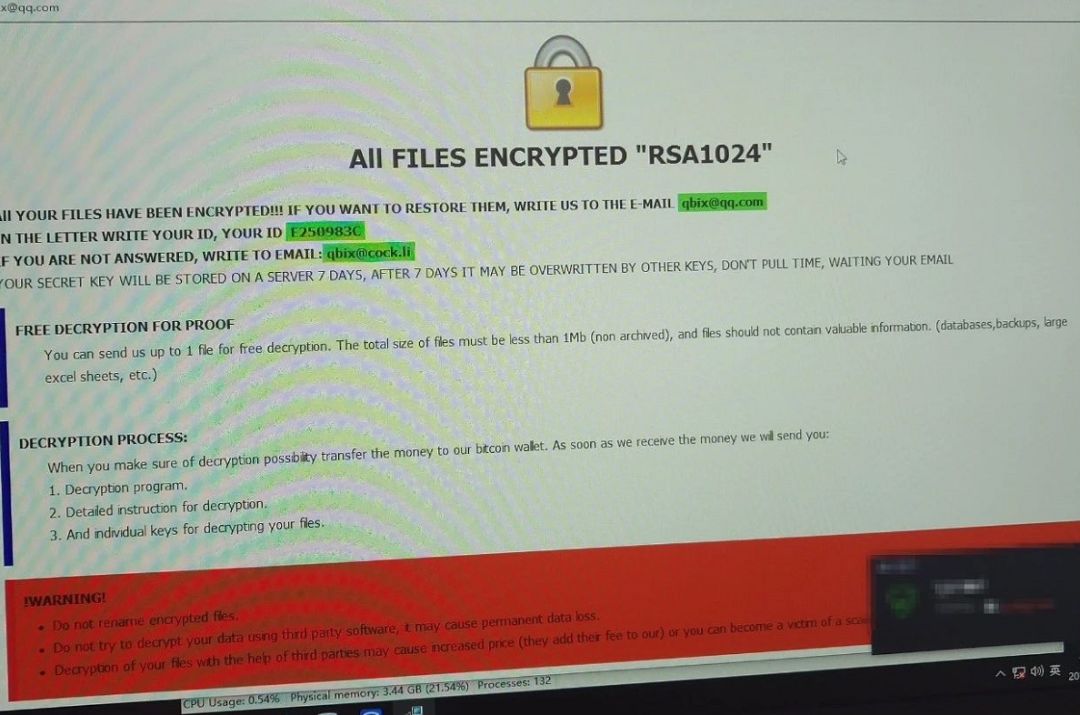 x@qq.com
All FILES ENCRYPTED "RSA1024"
All YOUR FILES HAVE BEEN ENCRYPTED!!! IF YOU WANT TO RESTORE THEM, WRITE US TO THE E-MAIL qbix@qq.com
IN THE LETTER WRITE YOUR ID, YOUR ID E250983C
IF YOU ARE NOT ANSWERED, WRITE TO EMAIL: qbix@cock.li
YOUR SECRET KEY WILL BE STORED ON A SERVER 7 DAYS, AFTER 7 DAYS IT MAY BE OVERWRITTEN BY OTHER KEYS, DON'T PULL TIME, WAITING YOUR EMAIL
FREE DECRYPTION FOR PROOF
You can send us up to 1 file for free decryption. The total size of files must be less than 1Mb (non archived), and files should not contain valuable information. (databases,backups, large
excel sheets, etc.)
DECRYPTION PROCESS:
When you make sure of decryption possibility transfer the money to our bitcoin wallet. As soon as we receive the money we will send you:
1. Decryption program.
2. Detailed instruction for decryption.
3. And individual keys for decrypting your files.
!WARNING!
• Do not rename encrypted files.
• Do not try to decrypt your data using third party software, it may cause permanent data loss.
• Decryption of your files with the help of third parties may cause increased price (they add their fee to our) or you can become a victim of a
CPU Usage: 0.54% Physical memory: 3.44 GB (21.54%) Processes: 132
英
20